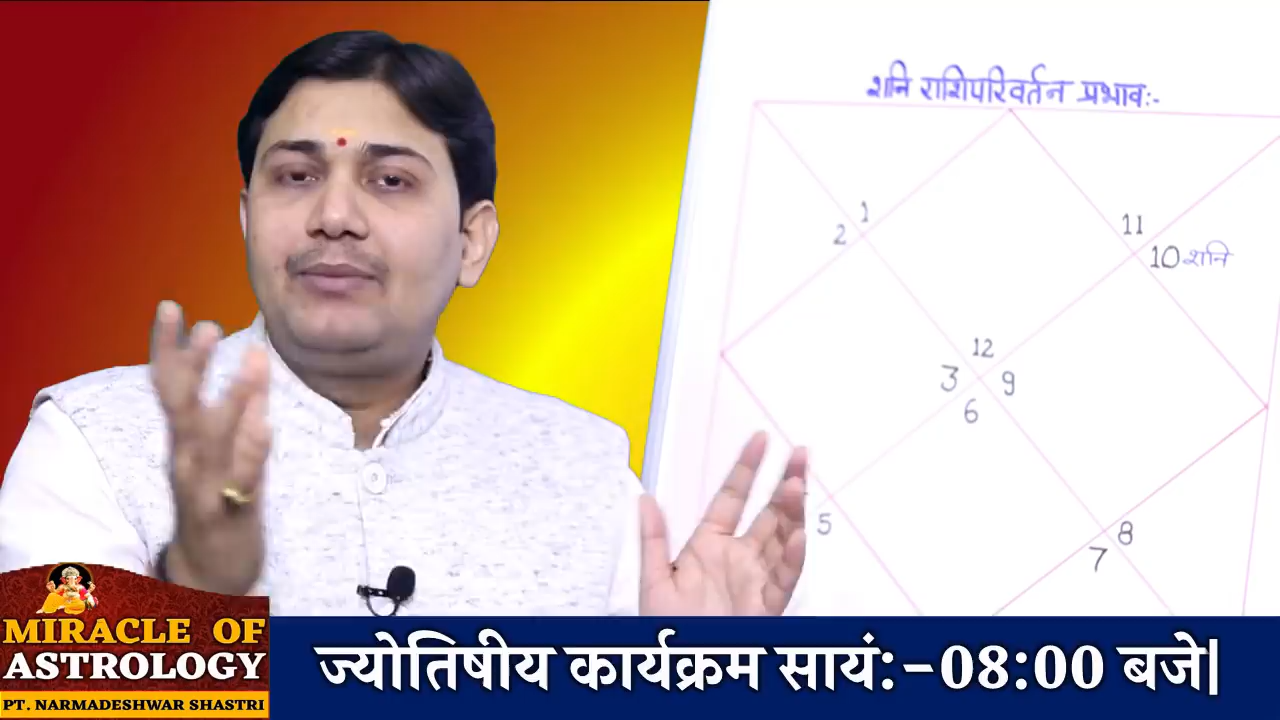 शनि राशिपरिवर्तन प्रभावः-
1
2
11
10 शनि
12
3
9
6
5
8
7
MIRACLE OF
ASTROLOGY
PT. NARMADESHWAR SHASTRI
ज्योतिषीय कार्यक्रम सायं:-08:00 बजे|